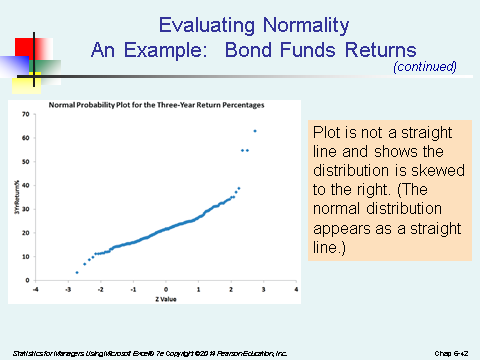 Evaluating Normality
An Example: Bond Funds Returns
(continued)
Normal Probability Plot for the Three-Year Return Percentages
70
60
50
40
30
20
10
0
3YrReturn%
-4 -3 -2 -1 0 1 2 3 4
Z Value
Plot is not a straight
line and shows the
distribution is skewed
to the right. (The
normal distribution
appears as a straight
line.)
Statistics for Managers Using Microsoft Excel® 7e Copyright ©2014 Pearson Education, Inc.
Chap 6-42